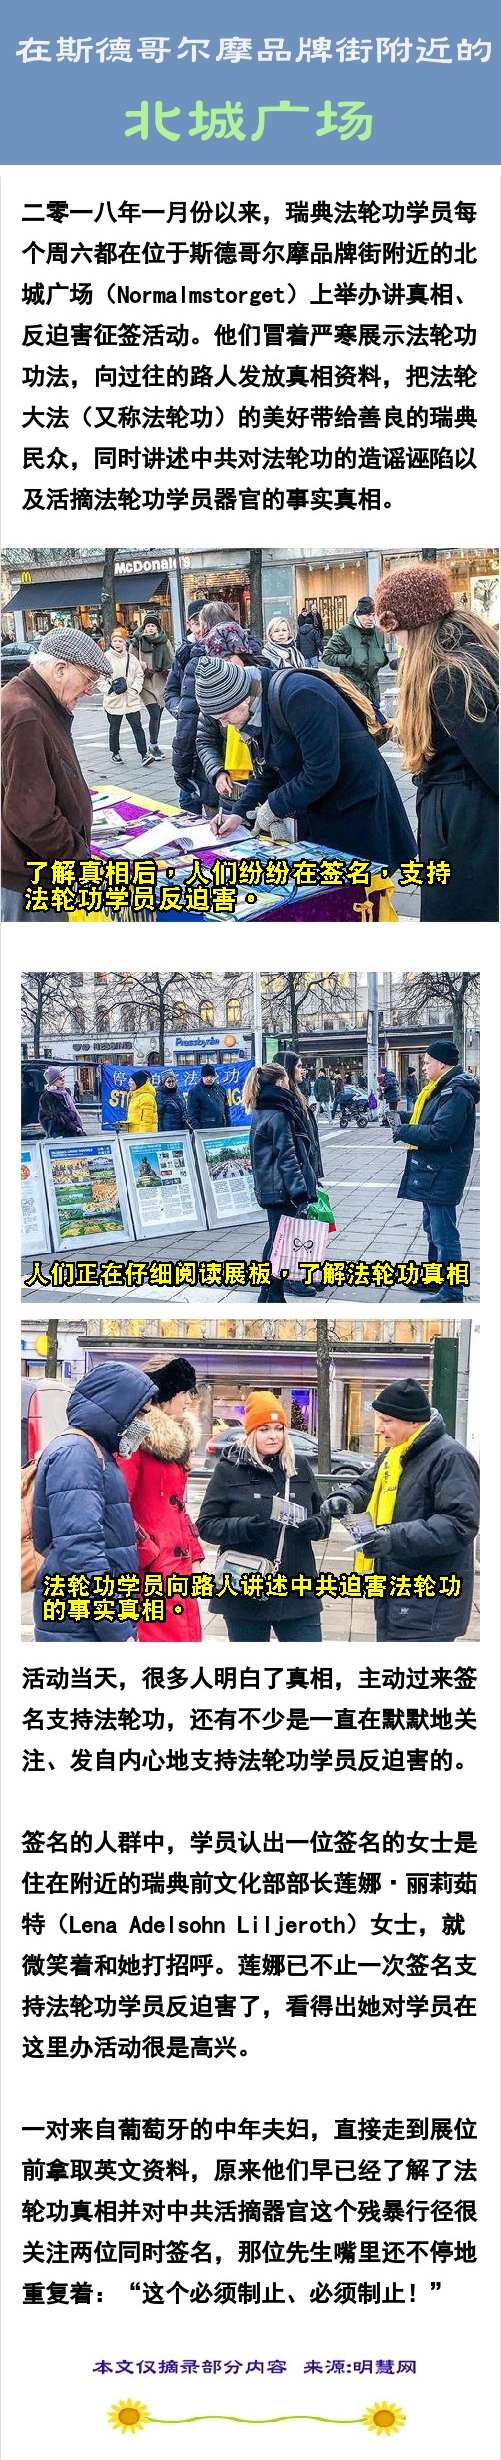 在斯德哥尔摩品牌街附近的
北城广场
二零一八年一月份以来，瑞典法轮功学员每
个周六都在位于斯德哥尔摩品牌街附近的北
城广场（Normalmstorget）上举办讲真相、
反迫害征签活动。他们冒着严寒展示法轮功
功法，向过往的路人发放真相资料，把法轮
大法（又称法轮功）的美好带给善良的瑞典
民众，同时讲述中共对法轮功的造谣诬陷以
及活摘法轮功学员器官的事实真相。
McDonald's
了解真相后，人们纷纷在签名，支持
法轮功学员反迫害。
Pressbyrån
人们正在仔细阅读展板，了解法轮功真相
法轮功学员向路人讲述中共迫害法轮功
的事实真相。
活动当天，很多人明白了真相，主动过来签
名支持法轮功，还有不少是一直在默默地关
注、发自内心地支持法轮功学员反迫害的。
签名的人群中，学员认出一位签名的女士是
住在附近的瑞典前文化部部长莲娜·丽莉茹
特（Lena Adelsohn Liljeroth）女士，就
微笑着和她打招呼。莲娜已不止一次签名支
持法轮功学员反迫害了，看得出她对学员在
这里办活动很是高兴。
一对来自葡萄牙的中年夫妇，直接走到展位
前拿取英文资料，原来他们早已经了解了法
轮功真相并对中共活摘器官这个残暴行径很
关注两位同时签名，那位先生嘴里还不停地
重复着：“这个必须制止、必须制止！”
本文仅摘录部分内容 来源:明慧网